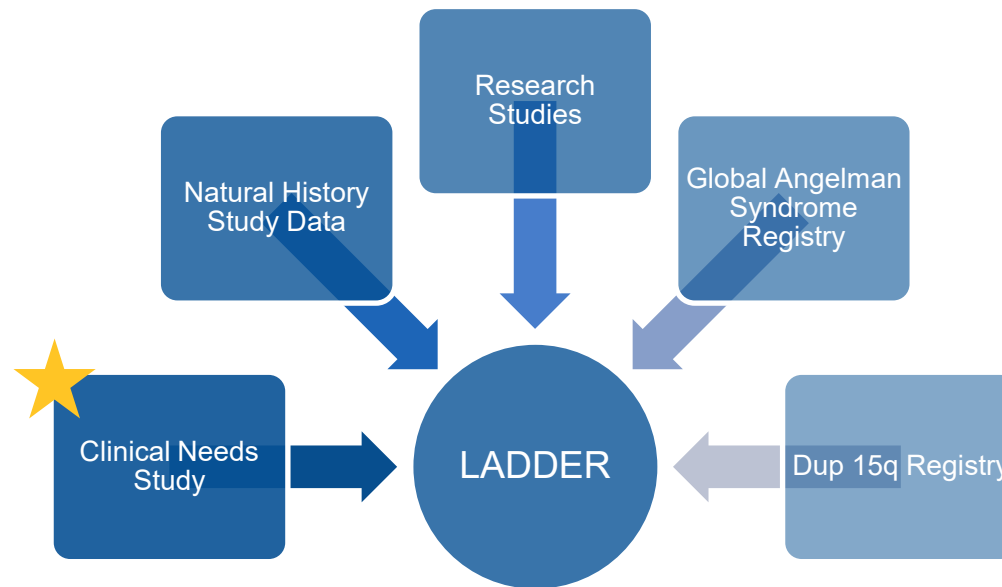 Research
Studies
Natural History
Study Data
Global Angelman
Syndrome
Registry
Clinical Needs
Study
LADDER
Dup 15q Registry